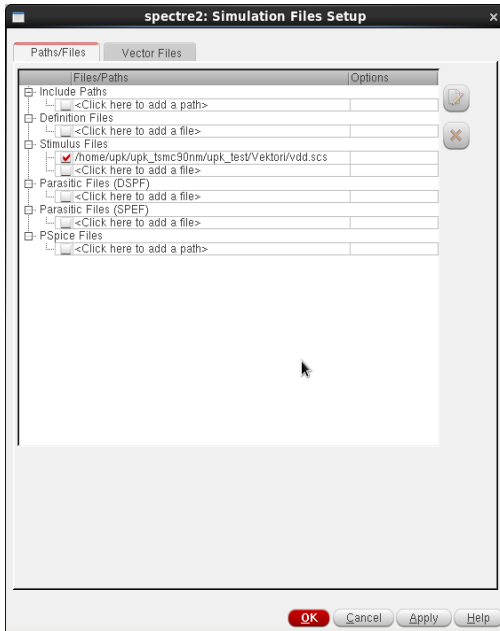 spectre2: Simulation Files Setup
Paths/Files Vector Files
Files/Paths Options
Include Paths
<Click here to add a path>
Definition Files
<Click here to add a file>
Stimulus Files
/home/upk/upk_tsmc90nm/upk_test/Vektori/vdd.scs
<Click here to add a file>
Parasitic Files (DSPF)
<Click here to add a file>
Parasitic Files (SPEF)
<Click here to add a file>
PSpice Files
<Click here to add a path>
OK Cancel Apply Help